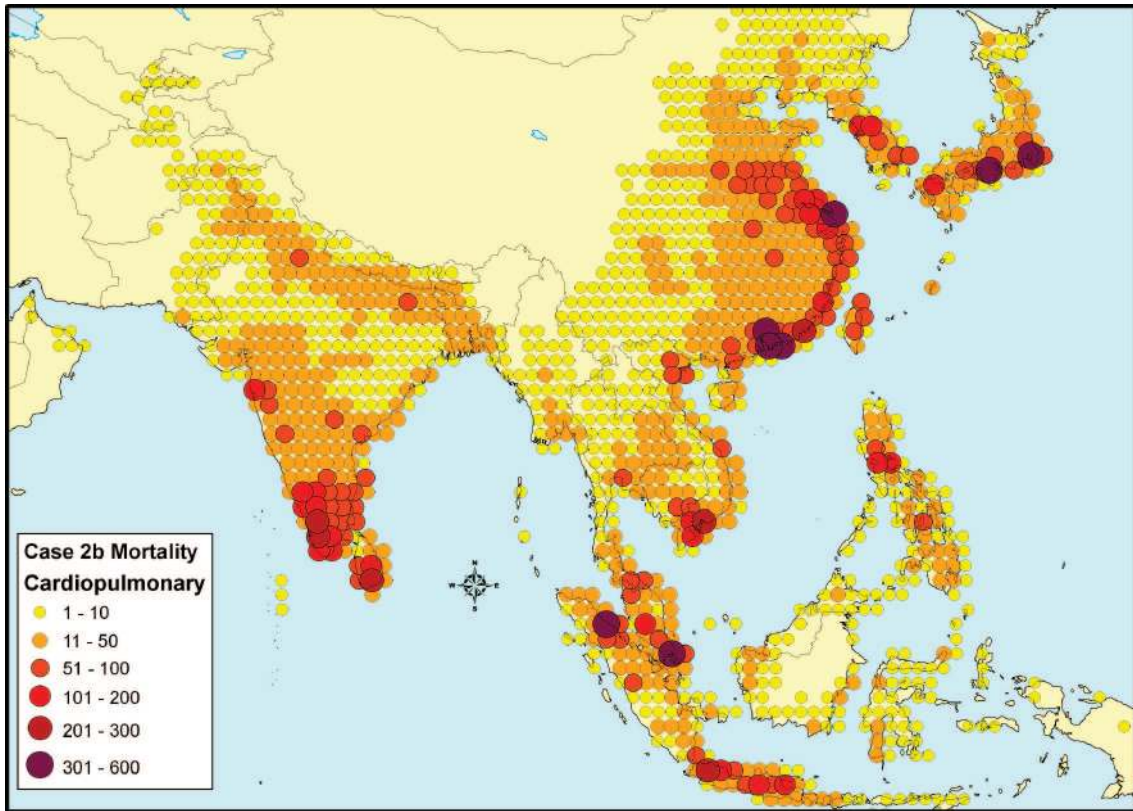 N
W E
S
Case 2b Mortality
Cardiopulmonary
1 - 10
11 - 50
51 - 100
101 - 200
201 - 300
301 - 600